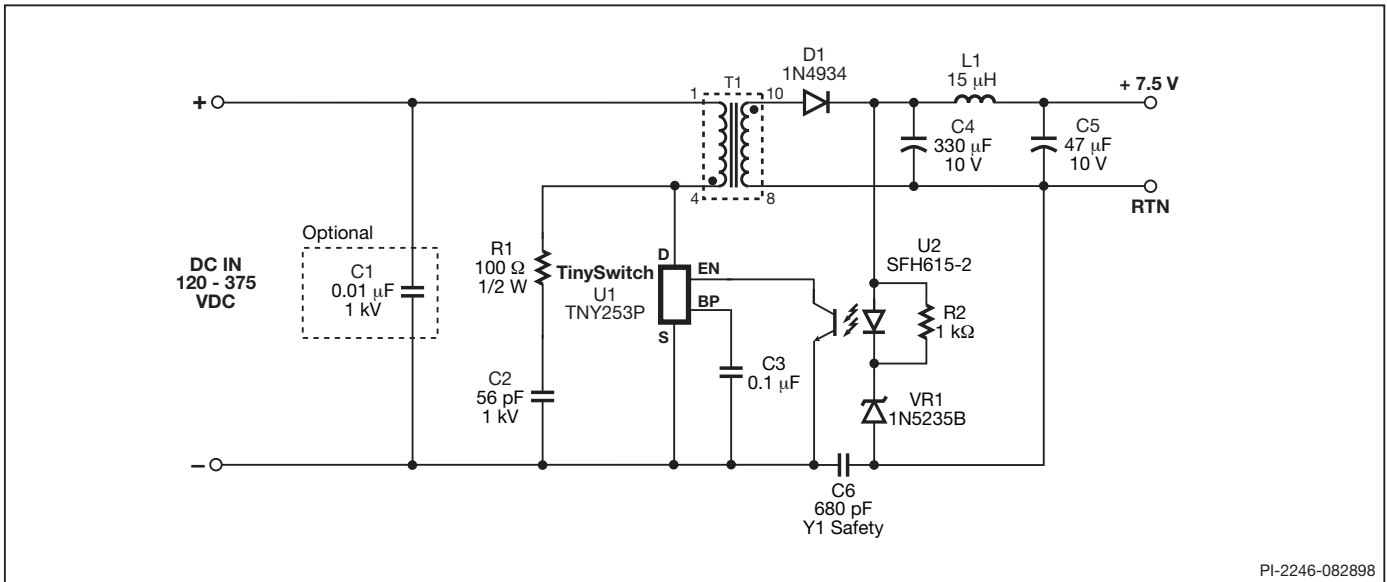 D1
1N4934
L1
15 µH
+ 7.5 V
T1
1
10
+
C4
330 µF
10 V
C5
47 µF
10 V
4
8
RTN
Optional
DC IN
120 - 375
VDC
C1
0.01 µF
1 kV
R1
100 Ω
1/2 W
D
TinySwitch
U1
TNY253P
EN
BP
S
U2
SFH615-2
R2
1 kΩ
C3
0.1 µF
C2
56 pF
1 kV
VR1
1N5235B
–
C6
680 pF
Y1 Safety
PI-2246-082898